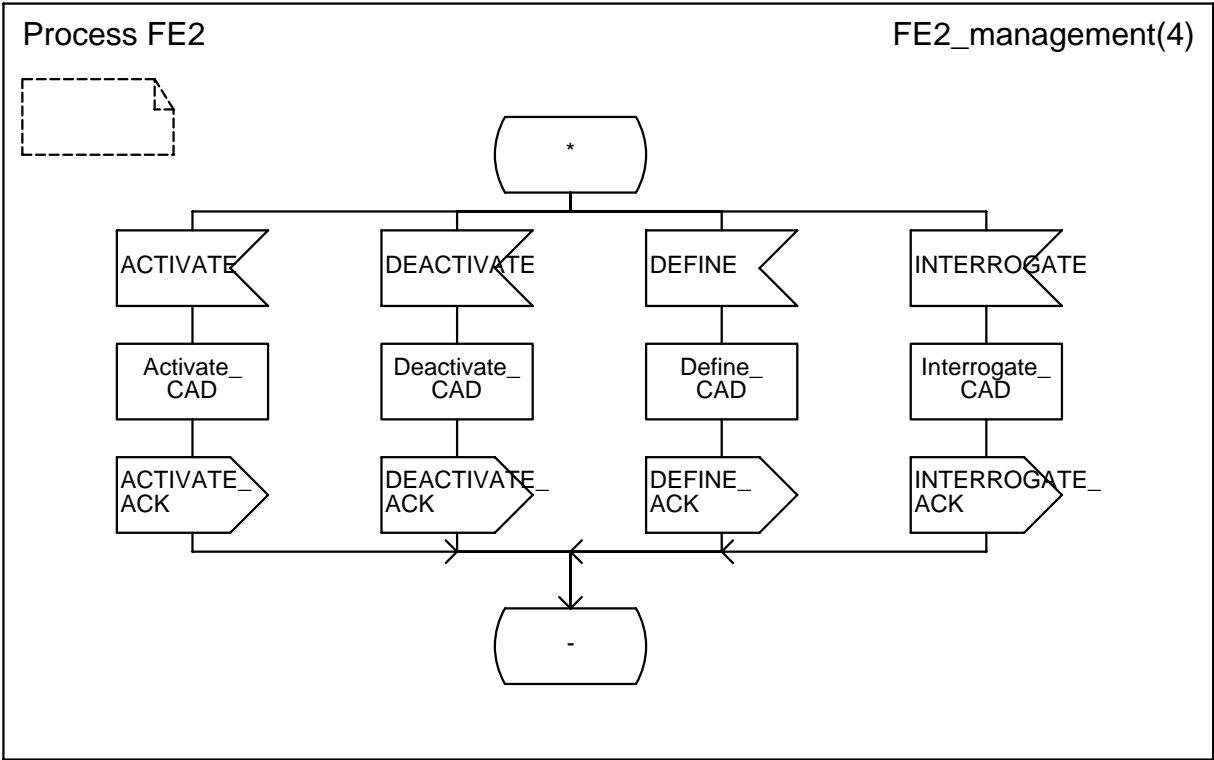 Process FE2
FE2_management(4)
*
ACTIVATE
DEACTIVATE
DEFINE
INTERROGATE
Activate_
CAD
Deactivate_
CAD
Define_
CAD
Interrogate_
CAD
ACTIVATE_
ACK
DEACTIVATE_
ACK
DEFINE_
ACK
INTERROGATE_
ACK
-